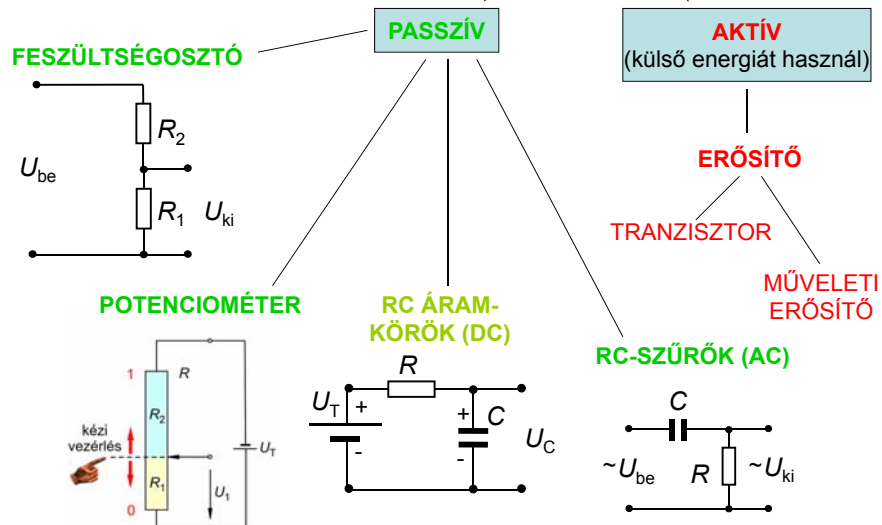 PASSZÍV
AKTÍV
(külső energiát használ)
FESZÜLTSÉGOSZTÓ
R2
Ube
R1
Uki
ERŐSÍTŐ
TRANZISZTOR
MŰVELETI
ERŐSÍTŐ
POTENCIOMÉTER
1
R
R2
kézi
vezérlés
R1
0
U1
UT
RC ÁRAM-
KÖRÖK (DC)
R
UT
+
-
+
-
C
UC
RC-SZŰRŐK (AC)
C
~Ube
R
~Uki